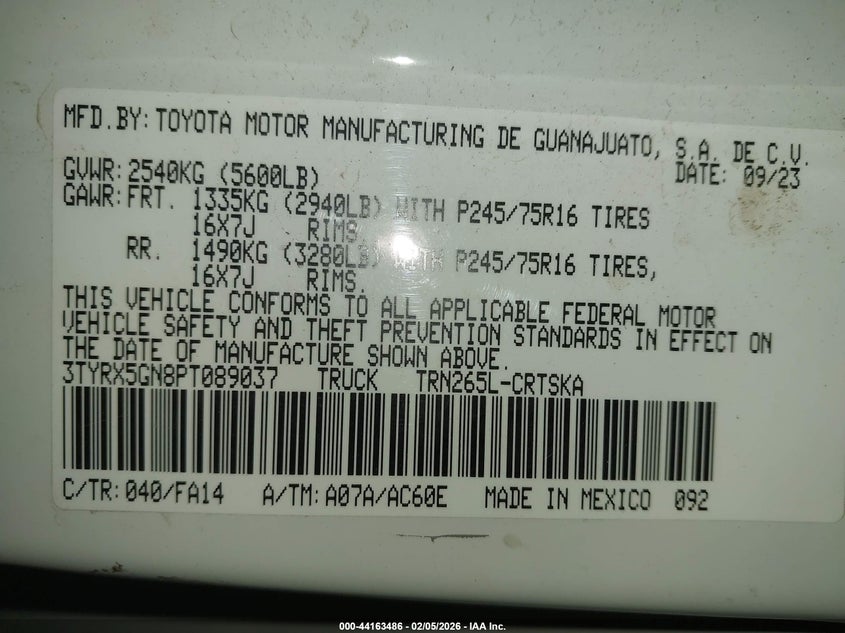 MFD.BY: TOYOTA MOTOR MANUFACTURING DE GUANAJUATO, S.A. DE C.V.
GVWR: 2540KG (5600LB) DATE: 09/23
GAWR: FRT. 1335KG (2940LB) WITH P245/75R16 TIRES
16X7J RIMS.
RR. 1490KG (3280LB) WITH P245/75R16 TIRES,
16X7J RIMS.
THIS VEHICLE CONFORMS TO ALL APPLICABLE FEDERAL MOTOR
VEHICLE SAFETY AND THEFT PREVENTION STANDARDS IN EFFECT ON
THE DATE OF MANUFACTURE SHOWN ABOVE.
3TYRX5GN8PT089037 TRUCK TRN265L-CRTSKA
C/TR: 040/FA14 A/TM: A07A/AC60E MADE IN MEXICO 092
000-44163486 - 02/05/2026 - IAA Inc.